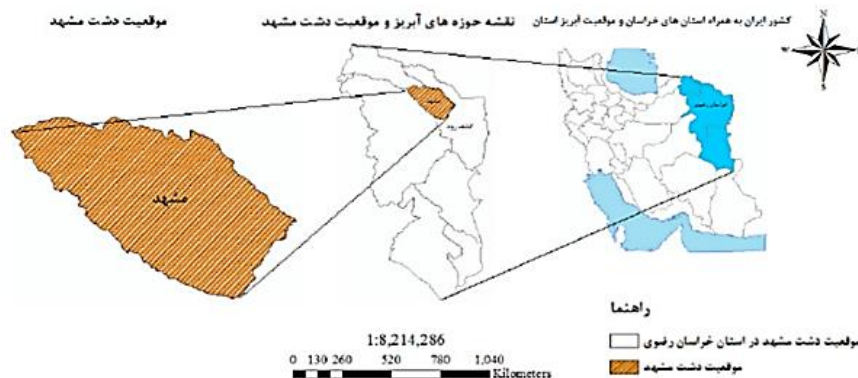 کشور ایران به همراه استان های خراسان و موقعیت آبریز استان
نقشه حوزه های آبریز و موقعیت دشت مشهد
موقعیت دشت مشهد
N
W
E
S
خراسان رضوی
مشهد
کشف رود
مشهد
راهنما
موقعیت دشت مشهد در استان خراسان رضوی
موقعیت دشت مشهد
1:8,214,286
0 130 260 520 780 1,040
Kilometers